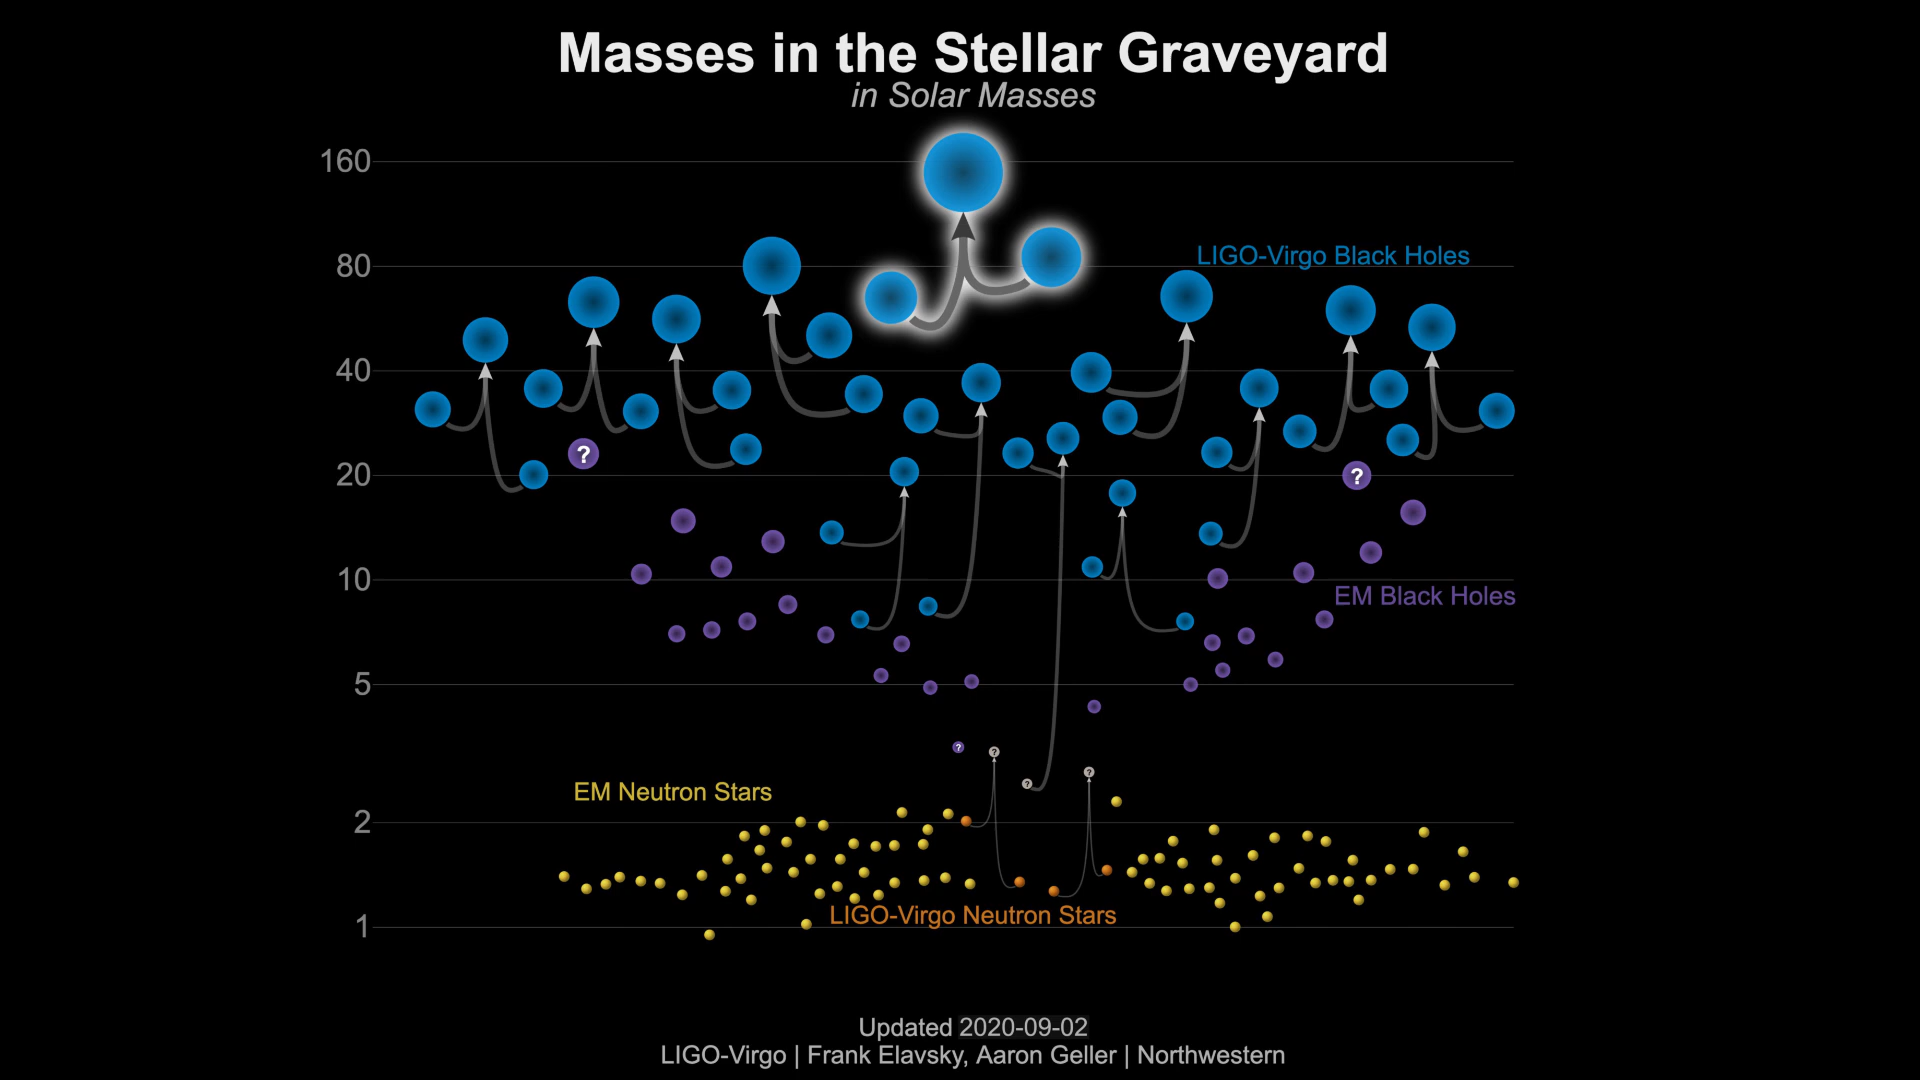 Masses in the Stellar Graveyard
in Solar Masses
160
LIGO-Virgo Black Holes
80
40
?
20
?
10
EM Black Holes
5
?
?
?
?
EM Neutron Stars
2
LIGO-Virgo Neutron Stars
1
Updated 2020-09-02
LIGO-Virgo | Frank Elavsky, Aaron Geller | Northwestern